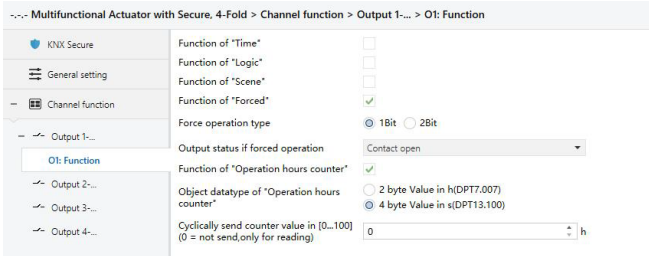 -.-.- Multifunctional Actuator with Secure, 4-Fold > Channel function > Output 1-... > O1: Function
KNX Secure
General setting
Channel function
Output 1-...
O1: Function
Output 2-...
Output 3-...
Output 4-...
Function of "Time"
Function of "Logic"
Function of "Scene"
Function of "Forced"
Force operation type
1Bit 2Bit
Output status if forced operation
Contact open
Function of "Operation hours counter"
Object datatype of "Operation hours
counter"
2 byte Value in h(DPT7.007)
4 byte Value in s(DPT13.100)
Cyclically send counter value in [0...100]
(0 = not send,only for reading)
0 h